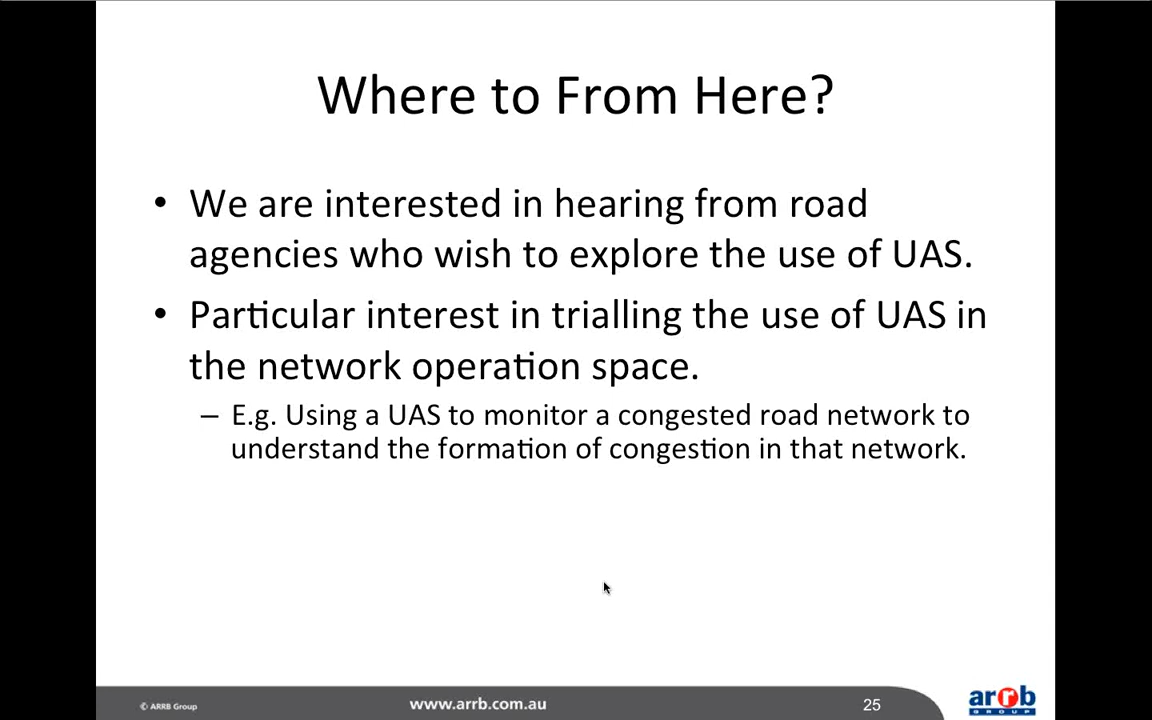 Where to From Here?
• We are interested in hearing from road
agencies who wish to explore the use of UAS.
• Particular interest in trialling the use of UAS in
the network operation space.
– E.g. Using a UAS to monitor a congested road network to
understand the formation of congestion in that network.
© ARRB Group
www.arrb.com.au
25
arrb
GROUP